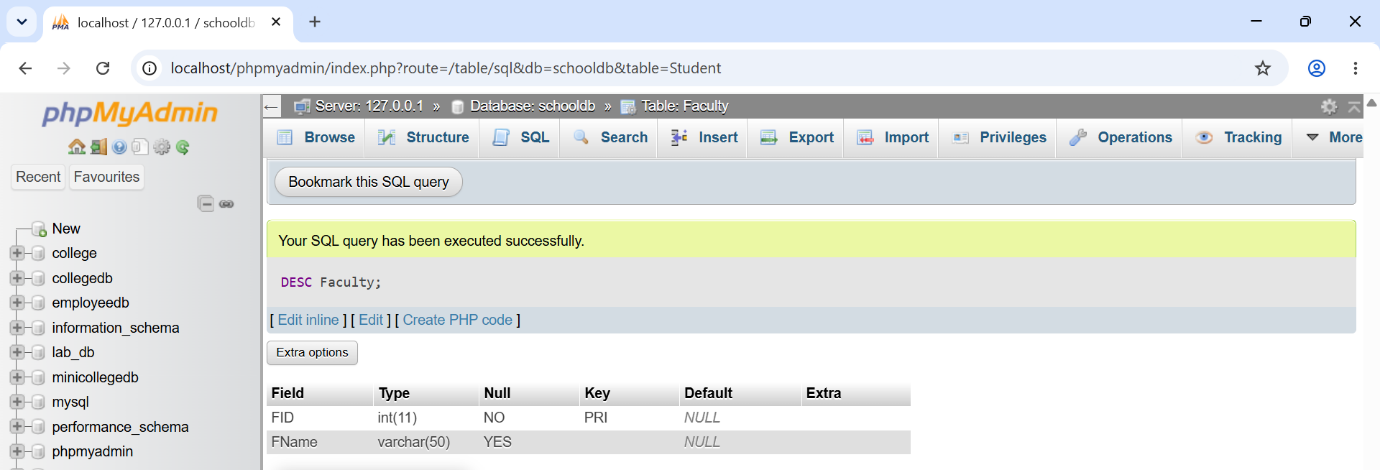 localhost / 127.0.0.1 / schooldb
localhost/phpmyadmin/index.php?route=/table/sql&db=schooldb&table=Student
phpMyAdmin
Recent Favourites
New
college
collegedb
employeedb
information_schema
lab_db
minicollegedb
mysql
performance_schema
phpmyadmin
Server: 127.0.0.1 » Database: schooldb » Table: Faculty
Browse Structure SQL Search Insert Export Import Privileges Operations Tracking More
Bookmark this SQL query
Your SQL query has been executed successfully.
DESC Faculty;
[ Edit inline ] [ Edit ] [ Create PHP code ]
Extra options
Field Type Null Key Default Extra
FID int(11) NO PRI NULL
FName varchar(50) YES NULL